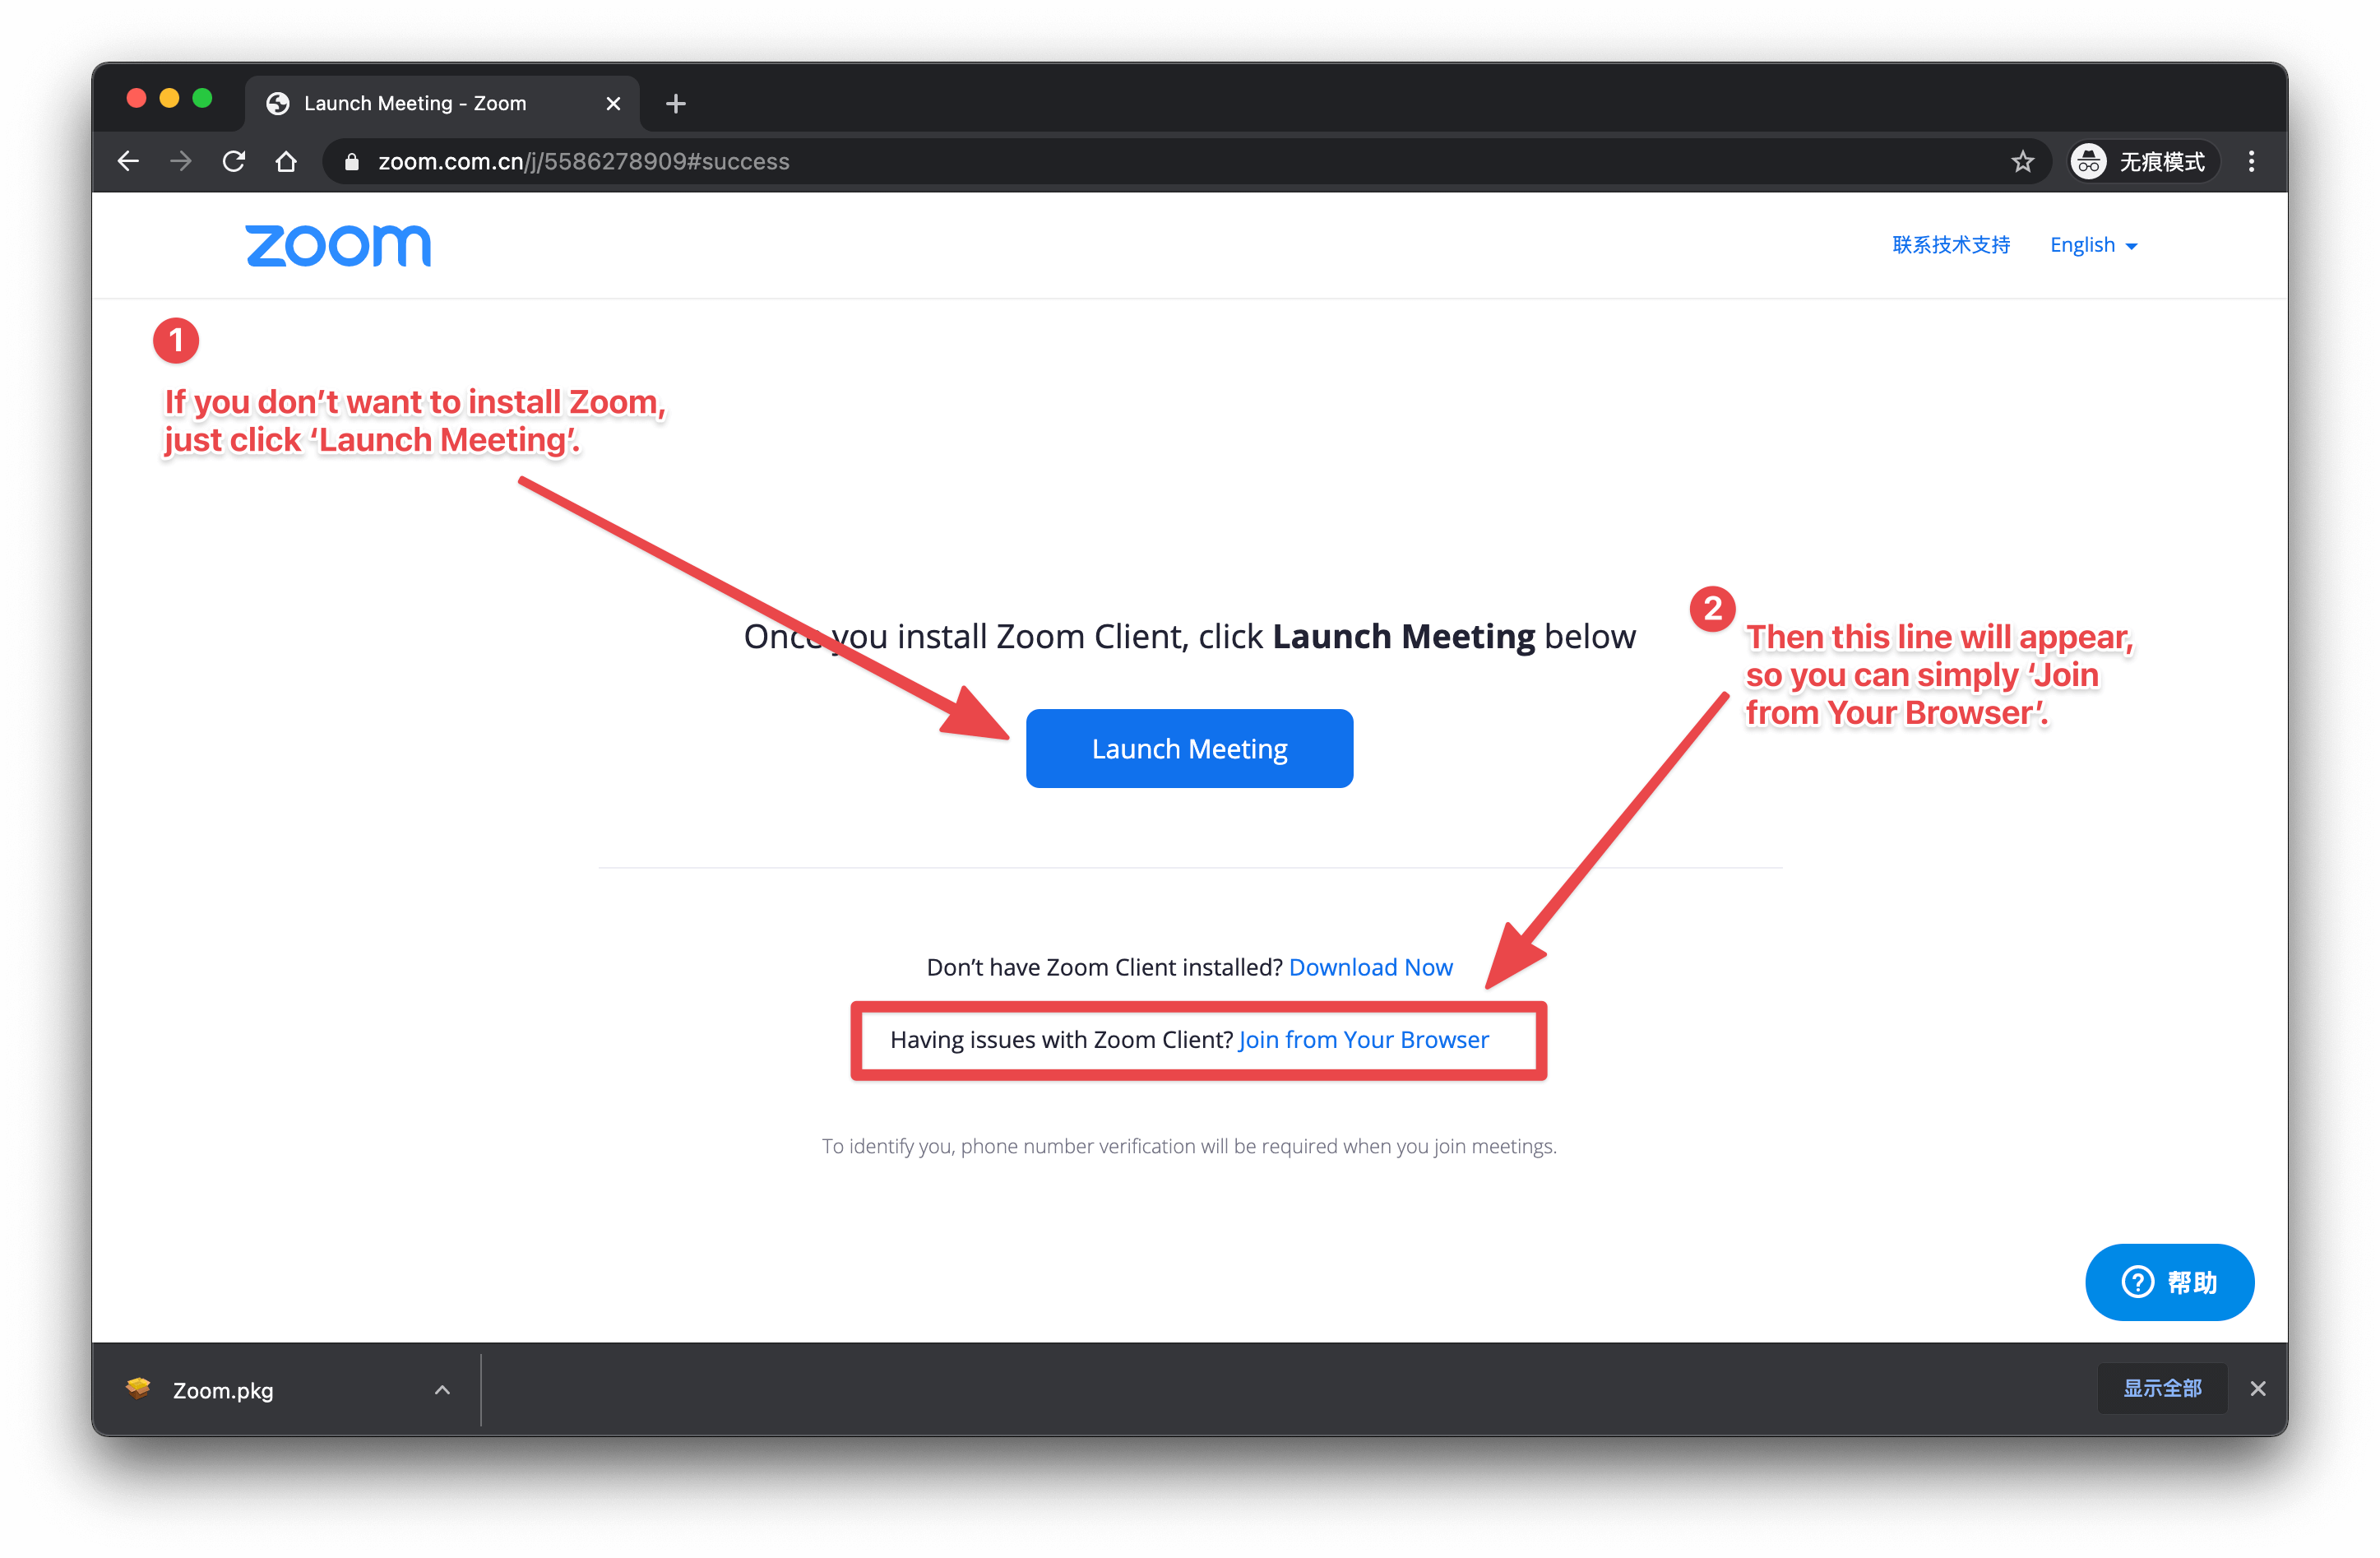 Launch Meeting - Zoom
zoom.com.cn/j/5586278909#success
无痕模式
zoom
联系技术支持
English
1
If you don’t want to install Zoom,
just click ‘Launch Meeting’.
Once you install Zoom Client, click Launch Meeting below
2
Then this line will appear,
so you can simply ‘Join
from Your Browser’.
Launch Meeting
Don’t have Zoom Client installed? Download Now
Having issues with Zoom Client? Join from Your Browser
To identify you, phone number verification will be required when you join meetings.
帮助
Zoom.pkg
显示全部